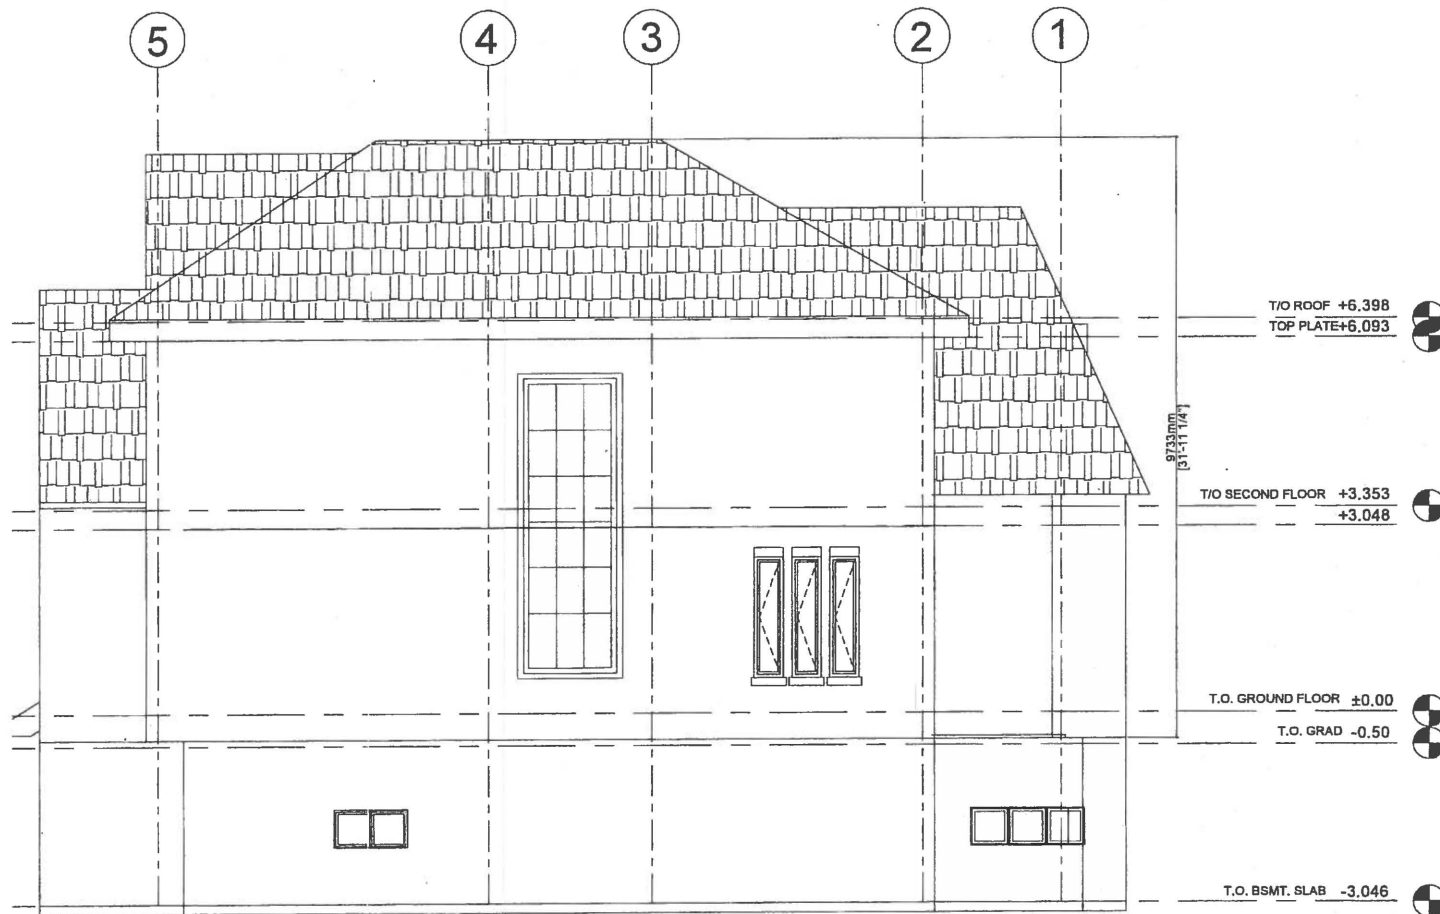 5 4 3 2 1
T/O ROOF +6.398
TOP PLATE+6.093
9733mm
[31'-11 1/4"]
T/O SECOND FLOOR +3.353
+3.048
T.O. GROUND FLOOR ±0.00
T.O. GRAD -0.50
T.O. BSMT. SLAB -3.046